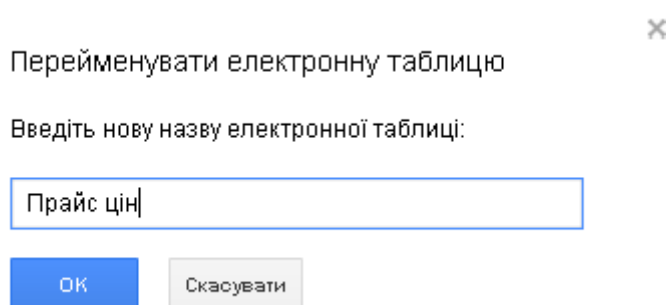 Перейменувати електронну таблицю
Введіть нову назву електронної таблиці:
Прайс цін
ОК
Скасувати